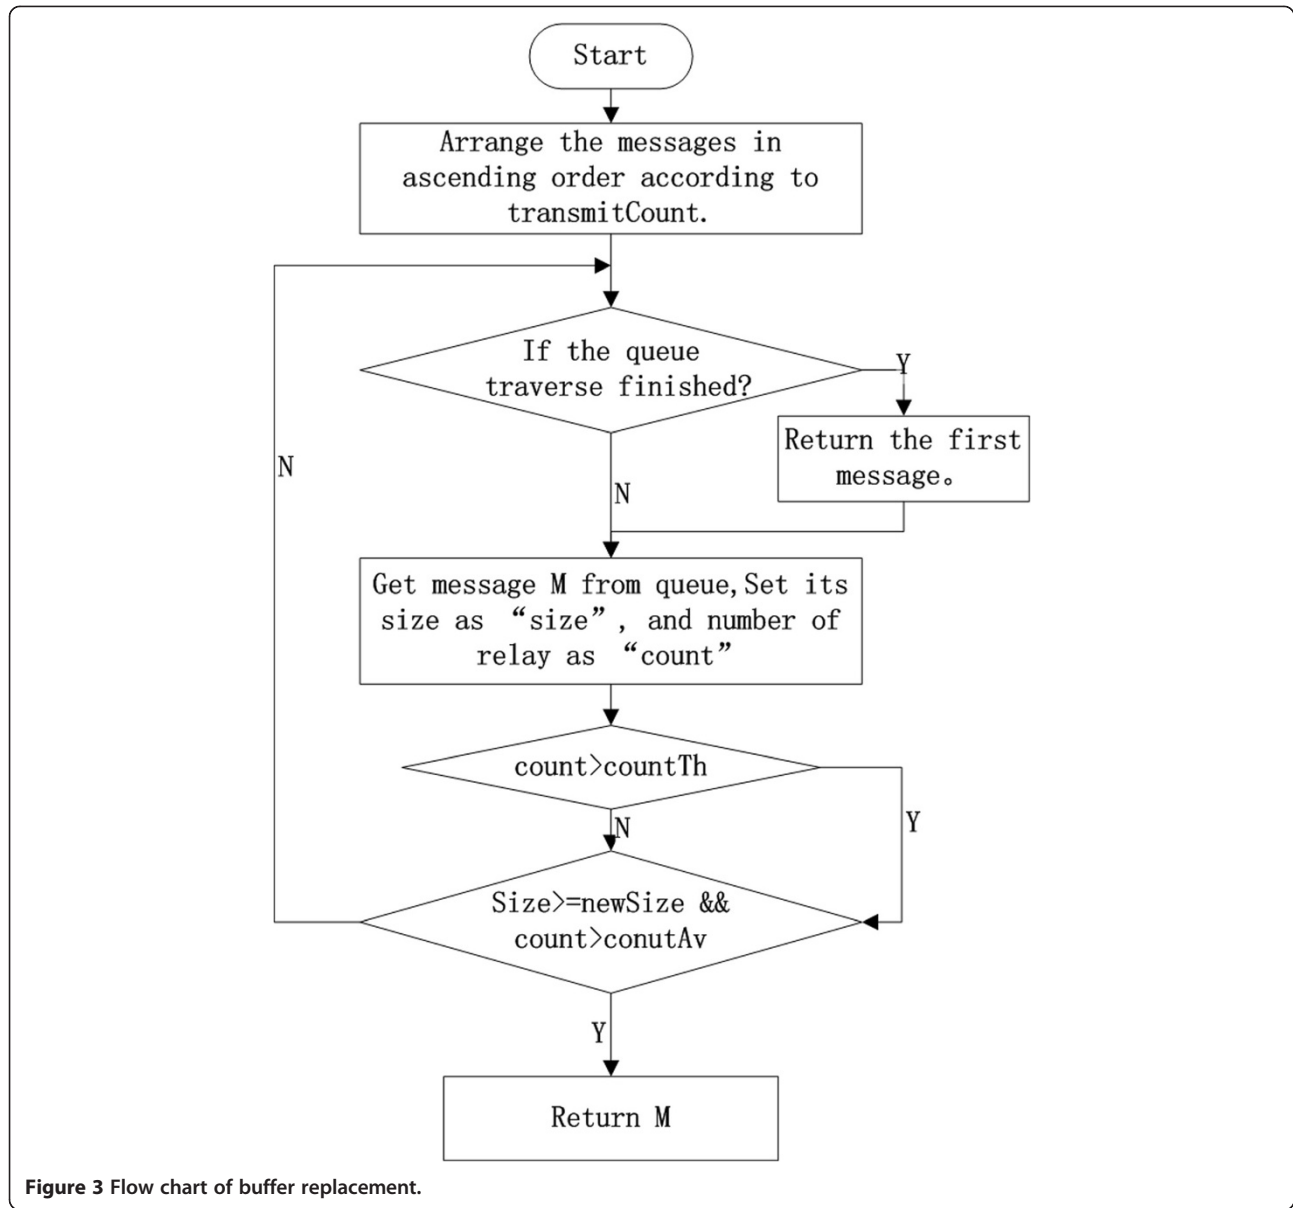 Start
Arrange the messages in
ascending order according to
transmitCount.
If the queue
traverse finished?
Y
Return the first
message。
N
N
Get message M from queue,Set its
size as “size”, and number of
relay as “count”
count>countTh
N
Y
Size>=newSize &&
count>conutAv
Y
Return M
Figure 3 Flow chart of buffer replacement.